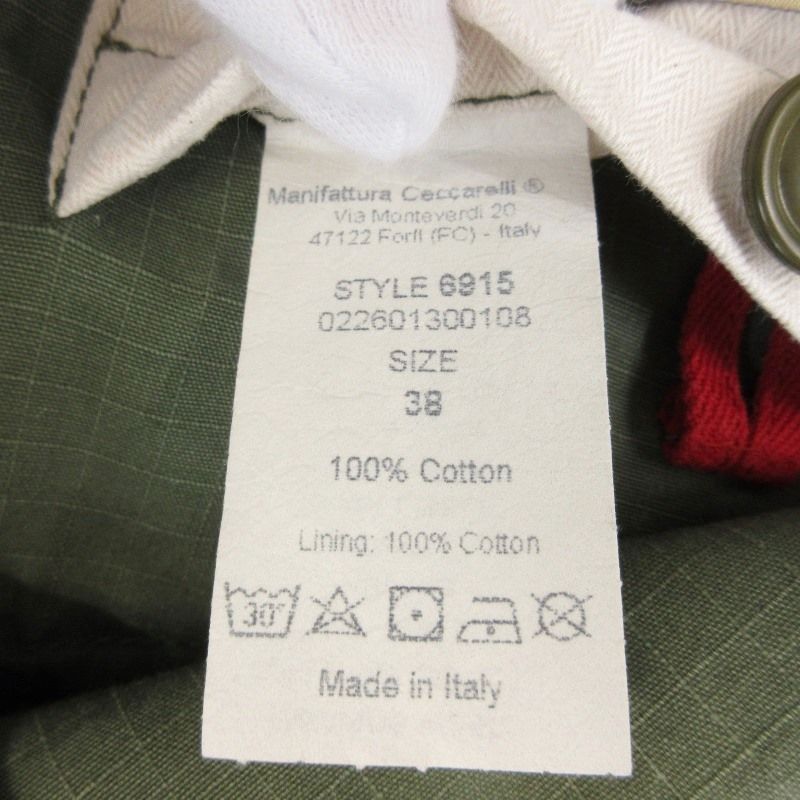 Manifattura Ceccarelli ®
Via Monteverdi 20
47122 Forlì (FC) - Italy
STYLE 6915
022601300108
SIZE
38
100% Cotton
Lining: 100% Cotton
30°
Made in Italy